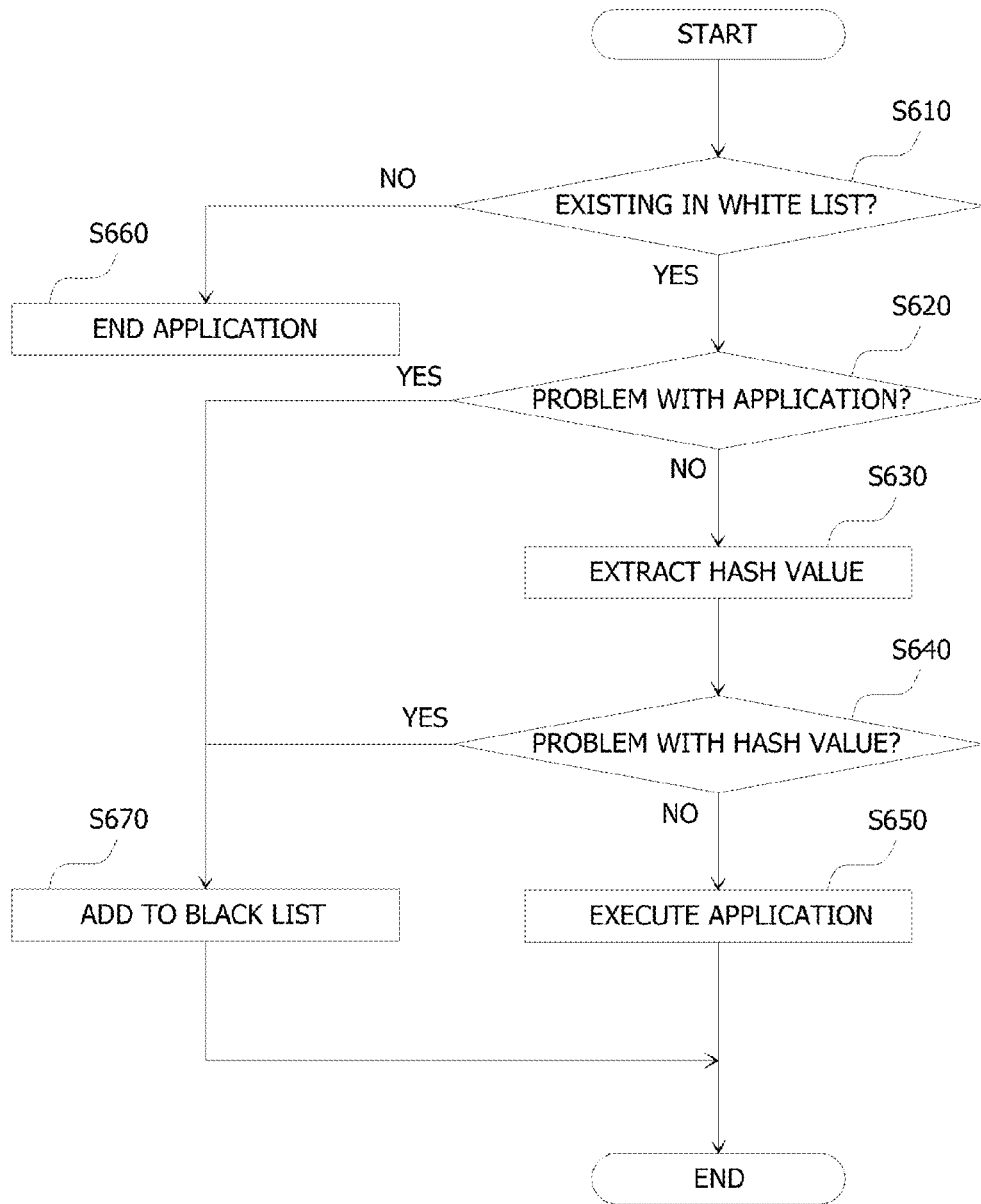 START
S610
NO
EXISTING IN WHITE LIST?
S660
YES
END APPLICATION
S620
YES
PROBLEM WITH APPLICATION?
NO
S630
EXTRACT HASH VALUE
S640
YES
PROBLEM WITH HASH VALUE?
NO
S670
S650
ADD TO BLACK LIST
EXECUTE APPLICATION
END